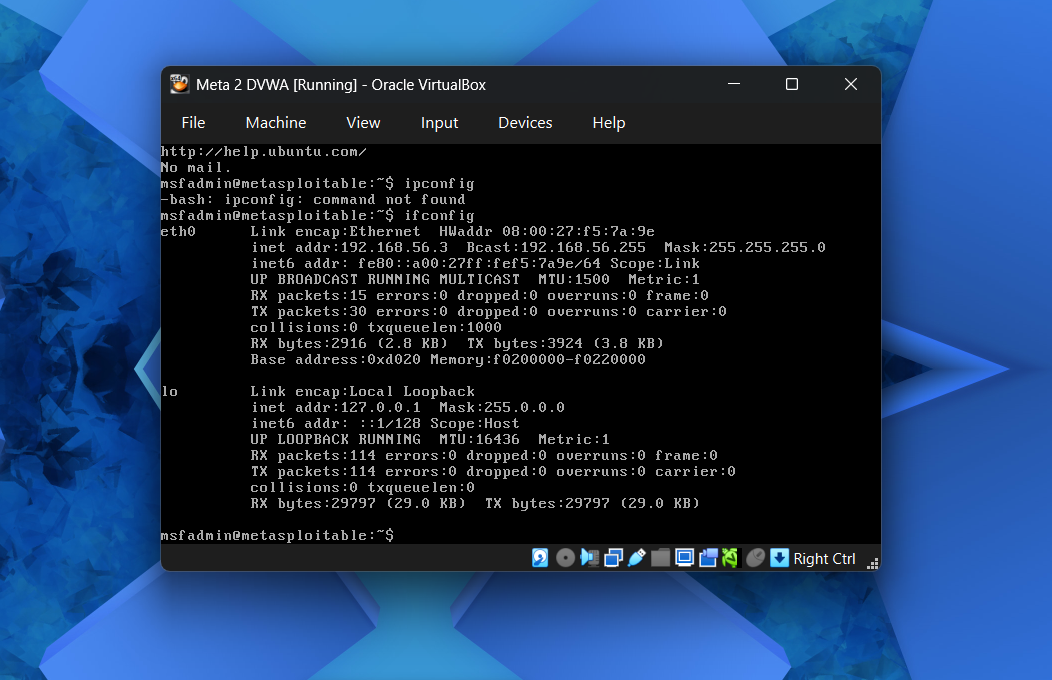 Meta 2 DVWA [Running] - Oracle VirtualBox
File Machine View Input Devices Help
http://help.ubuntu.com/
No mail.
msfadmin@metasploitable:~$ ipconfig
-bash: ipconfig: command not found
msfadmin@metasploitable:~$ ifconfig
eth0 Link encap:Ethernet HWaddr 08:00:27:f5:7a:9e
inet addr:192.168.56.3 Bcast:192.168.56.255 Mask:255.255.255.0
inet6 addr: fe80::a00:27ff:fef5:7a9e/64 Scope:Link
UP BROADCAST RUNNING MULTICAST MTU:1500 Metric:1
RX packets:15 errors:0 dropped:0 overruns:0 frame:0
TX packets:30 errors:0 dropped:0 overruns:0 carrier:0
collisions:0 txqueuelen:1000
RX bytes:2916 (2.8 KB) TX bytes:3924 (3.8 KB)
Base address:0xd020 Memory:f0200000-f0220000
lo Link encap:Local Loopback
inet addr:127.0.0.1 Mask:255.0.0.0
inet6 addr: ::1/128 Scope:Host
UP LOOPBACK RUNNING MTU:16436 Metric:1
RX packets:114 errors:0 dropped:0 overruns:0 frame:0
TX packets:114 errors:0 dropped:0 overruns:0 carrier:0
collisions:0 txqueuelen:0
RX bytes:29797 (29.0 KB) TX bytes:29797 (29.0 KB)
msfadmin@metasploitable:~$
Right Ctrl